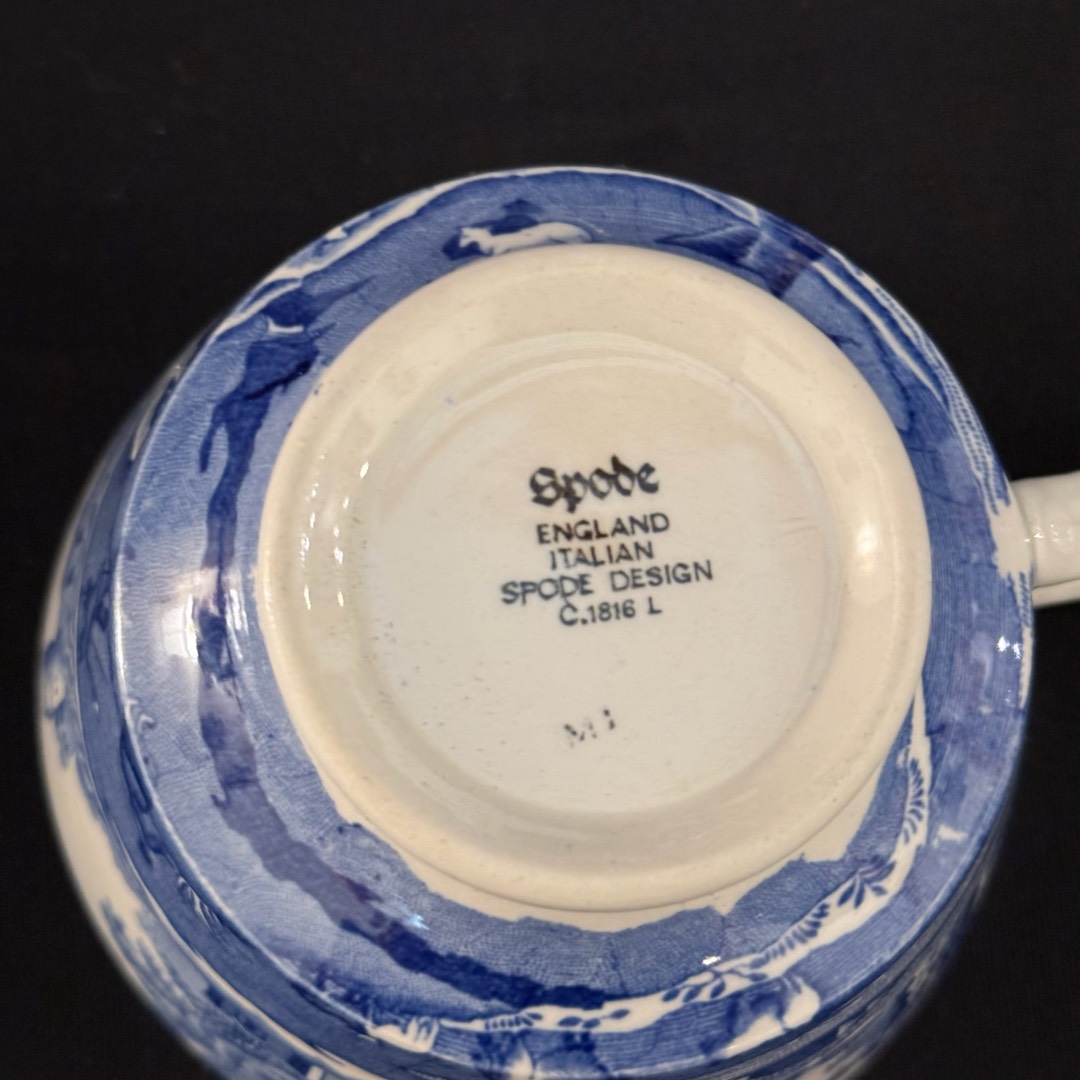 Spode
ENGLAND
ITALIAN
SPODE DESIGN
C.1816 L